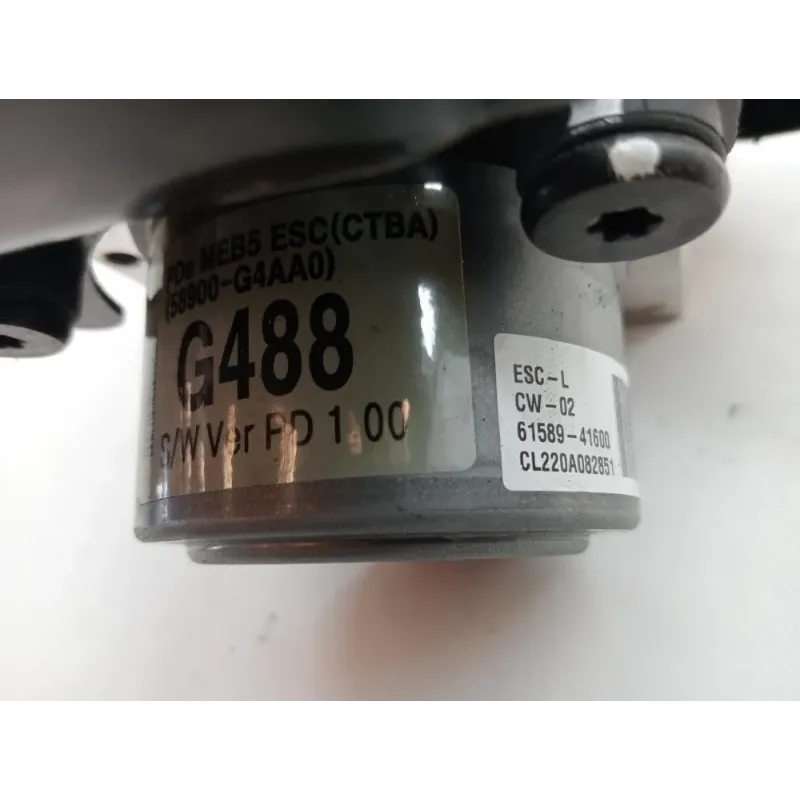 PDe MEB5 ESC(CTBA)
(58900-G4AA0)
G488
S/W Ver PD 1.00
ESC-L
CW-02
61589-41600
CL220A082851